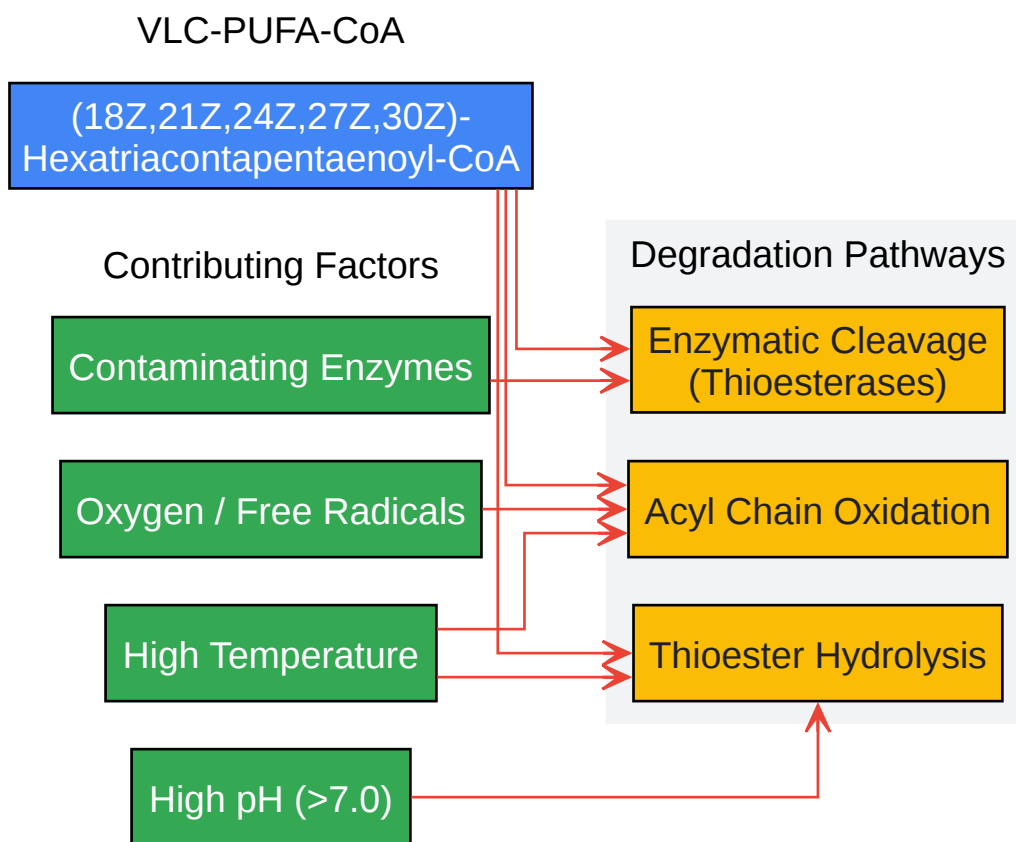 VLC-PUFA-CoA
(18Z,21Z,24Z,27Z,30Z)-
Hexatriacontapentaenoyl-CoA
Contributing Factors
Contaminating Enzymes
Oxygen / Free Radicals
High Temperature
High pH (>7.0)
Degradation Pathways
Enzymatic Cleavage
(Thioesterases)
Acyl Chain Oxidation
Thioester Hydrolysis